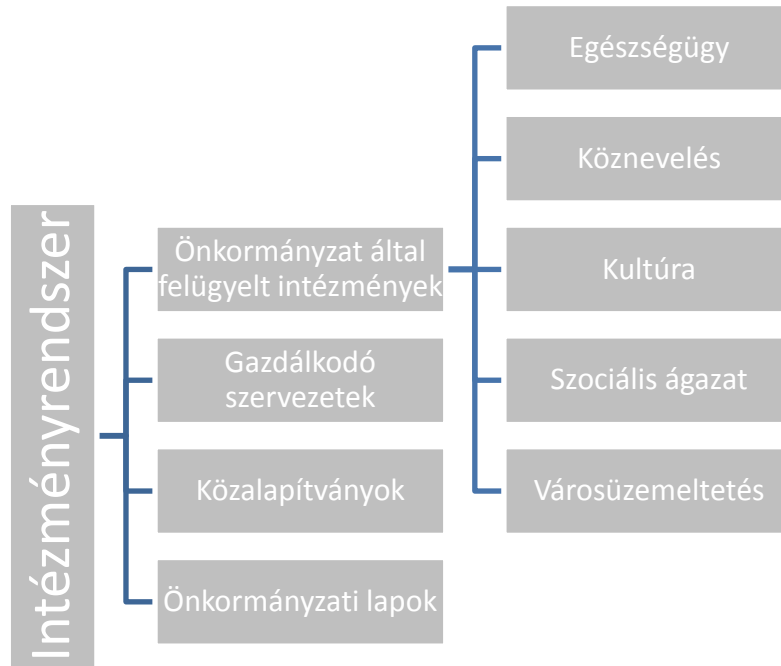 Intézményrendszer
Önkormányzat által
felügyelt intézmények
Gazdálkodó
szervezetek
Közalapítványok
Önkormányzati lapok
Egészségügy
Köznevelés
Kultúra
Szociális ágazat
Városüzemeltetés